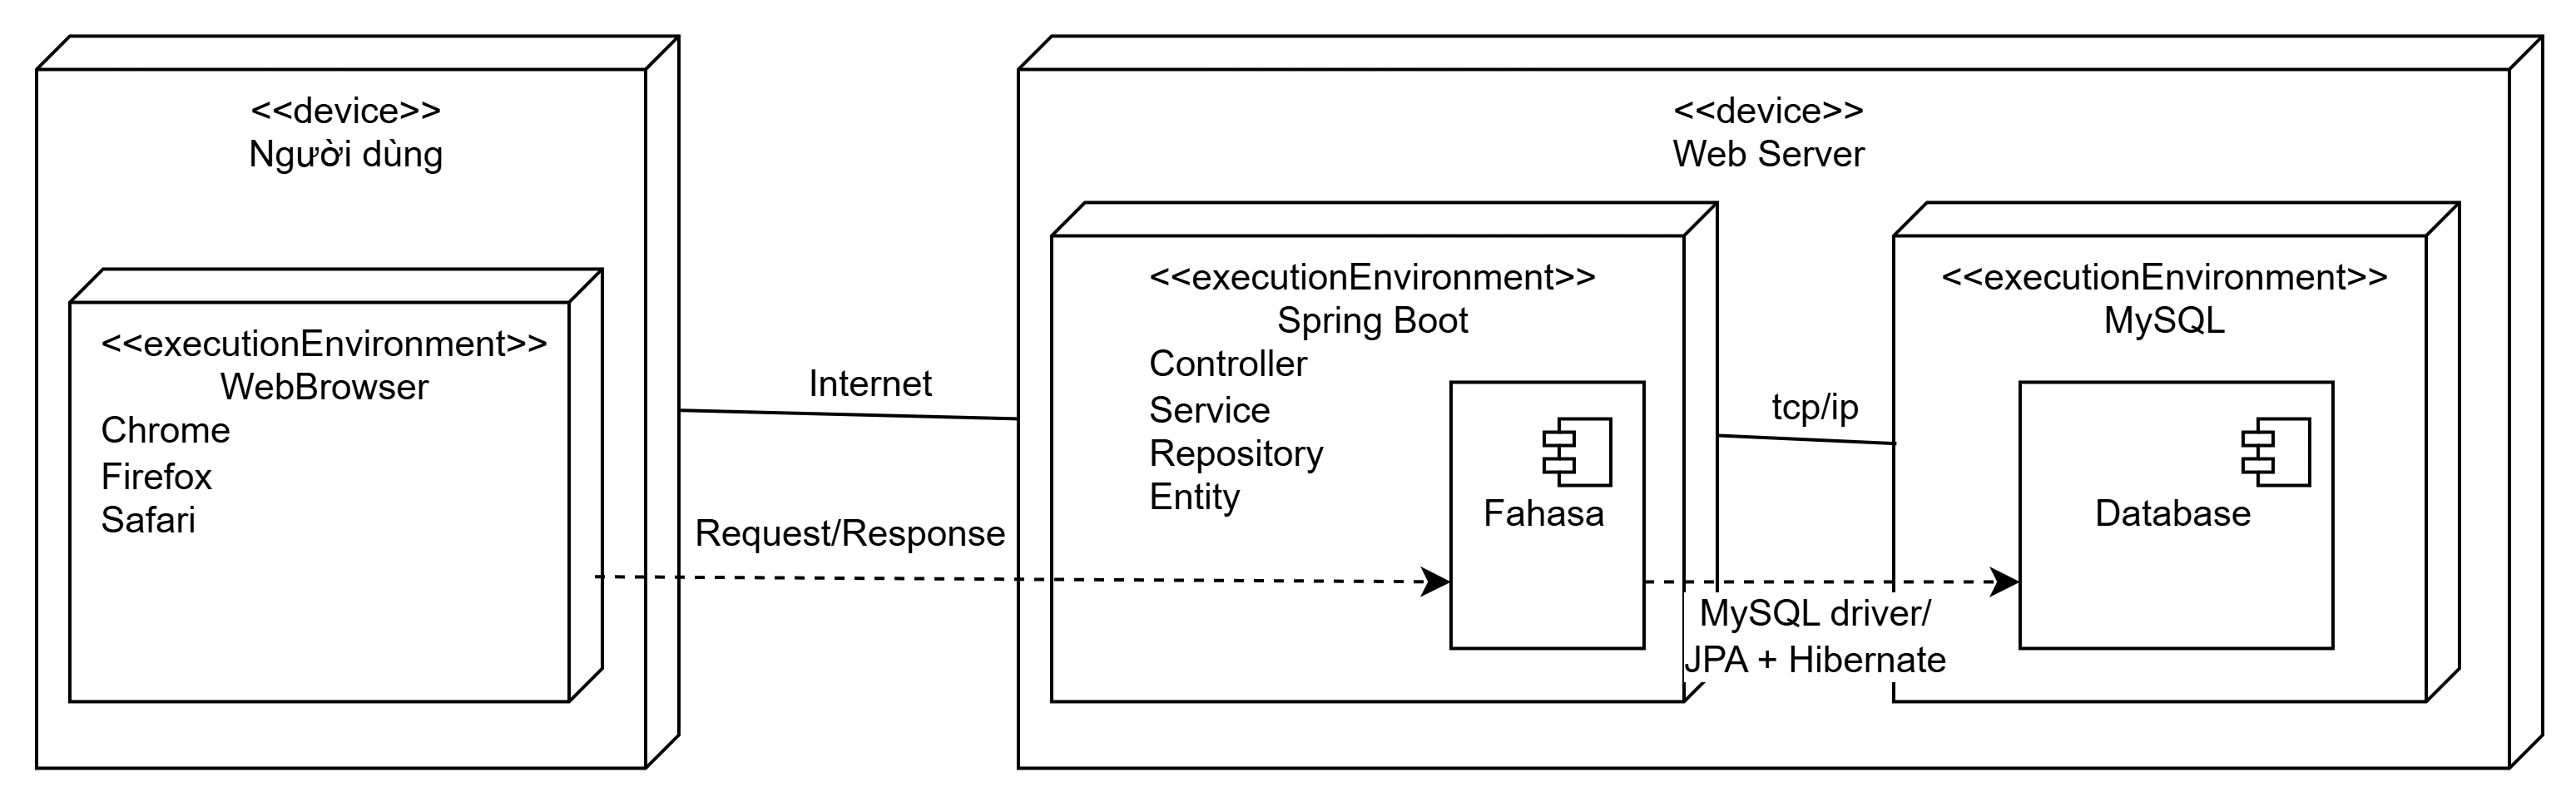 <<device>>
Người dùng
<<executionEnvironment>>
WebBrowser
Chrome
Firefox
Safari
Internet
Request/Response
<<device>>
Web Server
<<executionEnvironment>>
Spring Boot
Controller
Service
Repository
Entity
Fahasa
tcp/ip
MySQL driver/
JPA + Hibernate
<<executionEnvironment>>
MySQL
Database